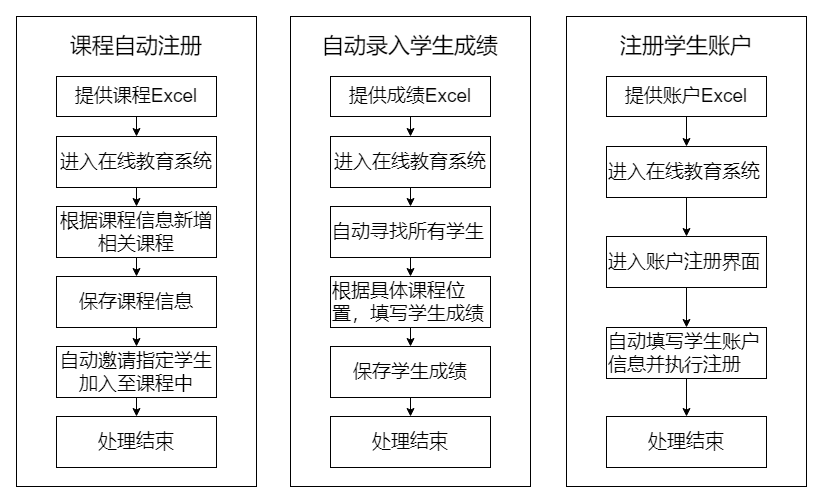 课程自动注册
提供课程Excel
进入在线教育系统
根据课程信息新增
相关课程
保存课程信息
自动邀请指定学生
加入至课程中
处理结束
自动录入学生成绩
提供成绩Excel
进入在线教育系统
自动寻找所有学生
根据具体课程位
置，填写学生成绩
保存学生成绩
处理结束
注册学生账户
提供账户Excel
进入在线教育系统
进入账户注册界面
自动填写学生账户
信息并执行注册
处理结束